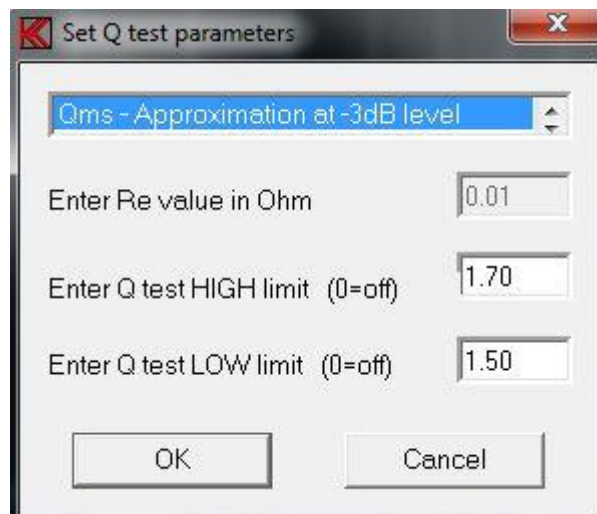 Set Q test parameters
Qms - Approximation at -3dB level
Enter Re value in Ohm 0.01
Enter Q test HIGH limit (0=off) 1.70
Enter Q test LOW limit (0=off) 1.50
OK Cancel